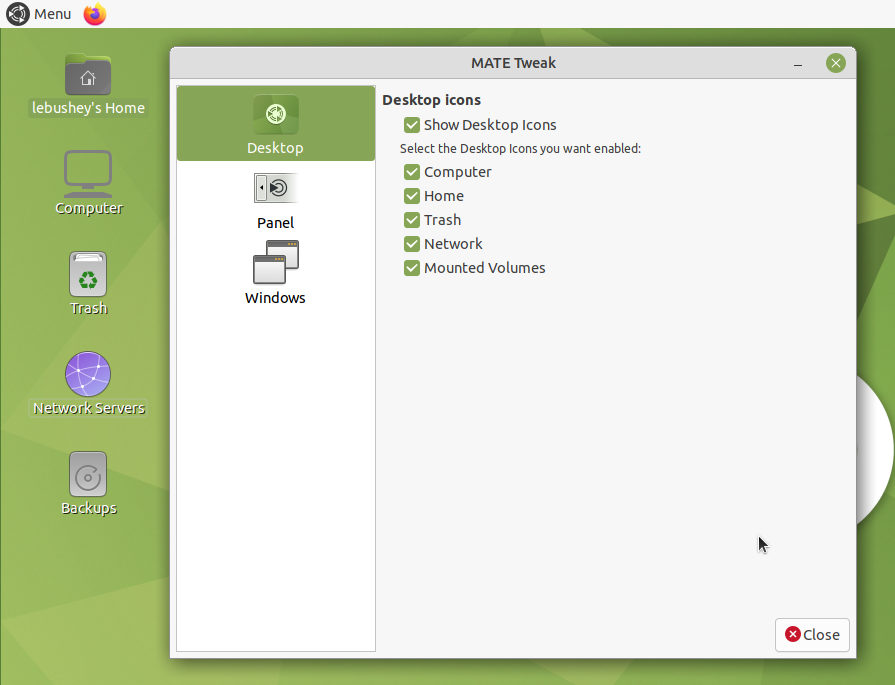 Menu
MATE Tweak
lebushey's Home
Computer
Trash
Network Servers
Backups
Desktop
Panel
Windows
Desktop icons
Show Desktop Icons
Select the Desktop Icons you want enabled:
Computer
Home
Trash
Network
Mounted Volumes
Close